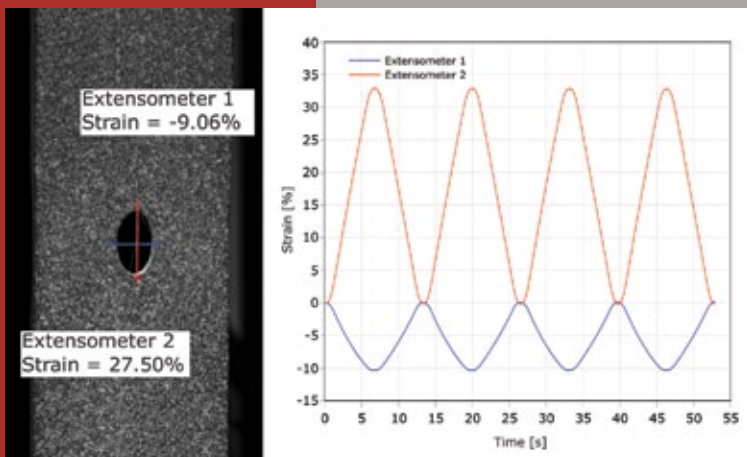 Extensometer 1
Strain = -9.06%
Extensometer 2
Strain = 27.50%
40
35
30
25
20
15
10
5
0
-5
-10
-15
Strain [%]
Extensometer 1
Extensometer 2
0 5 10 15 20 25 30 35 40 45 50 55
Time [s]